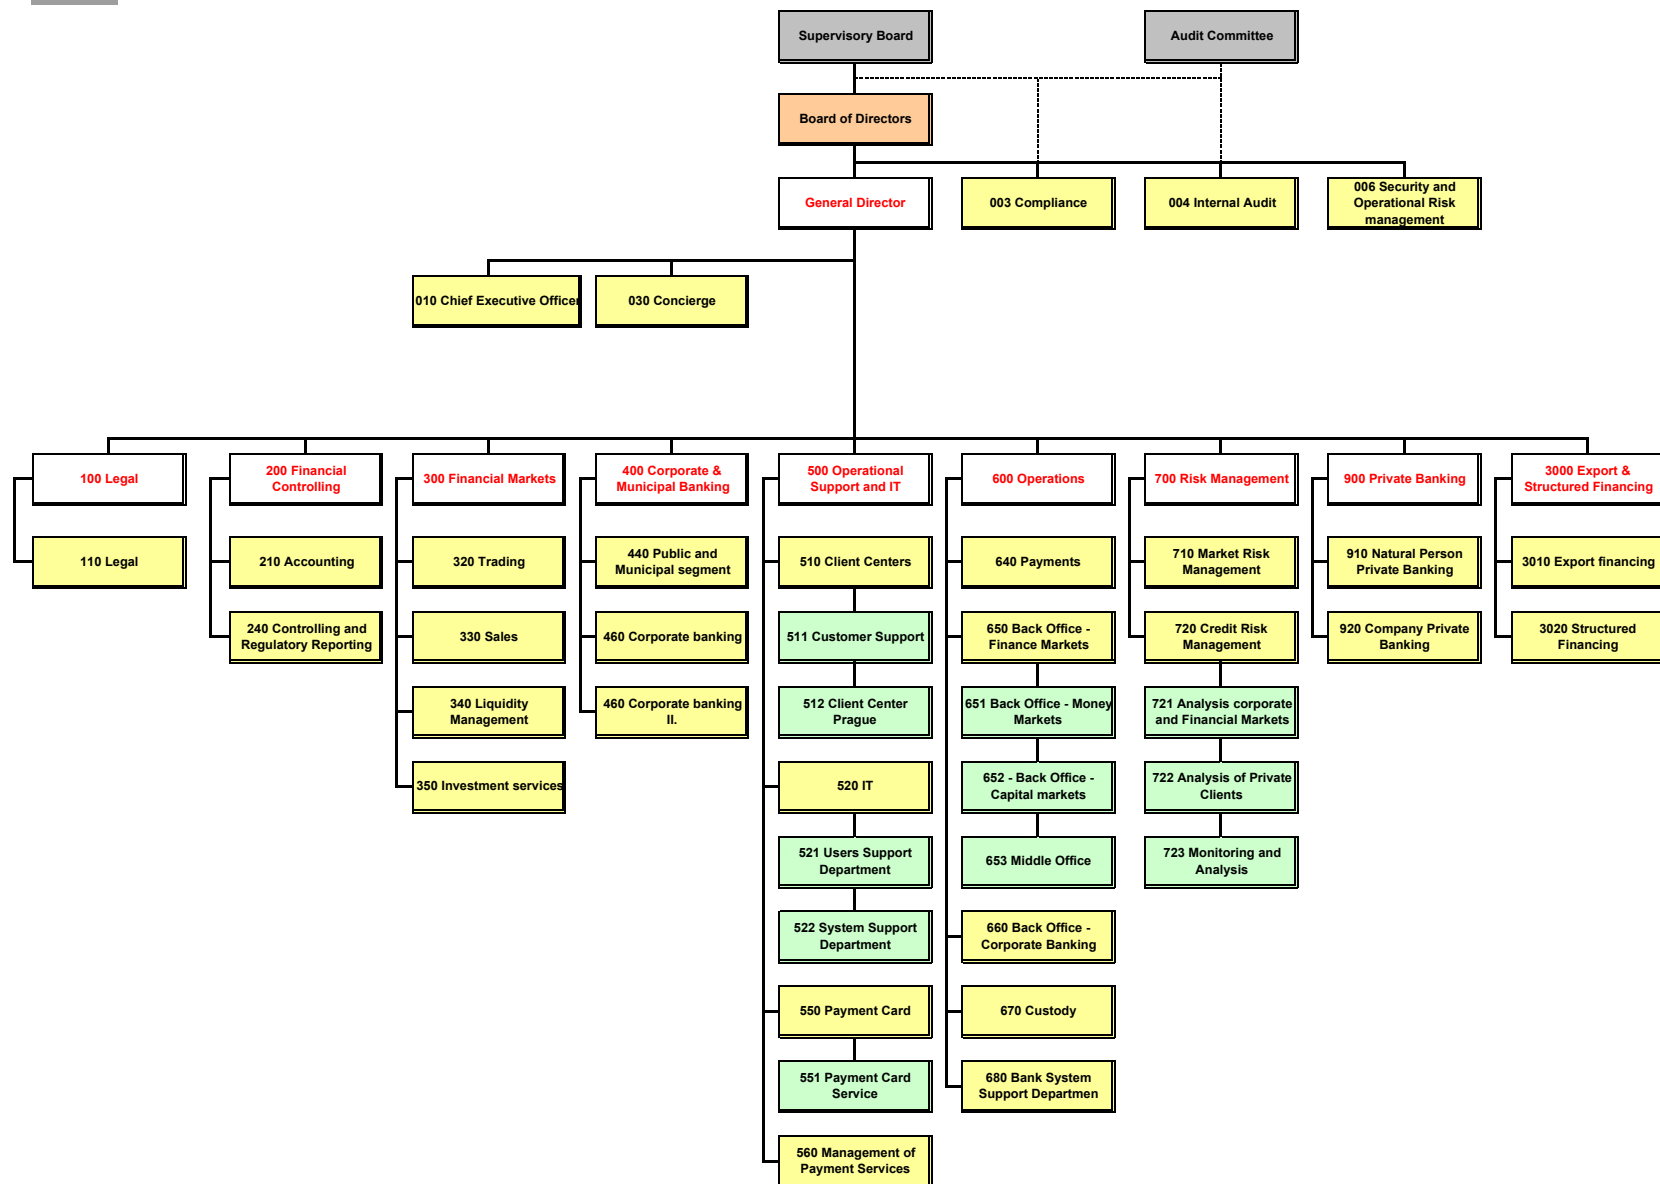 Supervisory Board
Audit Committee
Board of Directors
General Director
003 Compliance
004 Internal Audit
006 Security and
Operational Risk
management
010 Chief Executive Officer
030 Concierge
100 Legal
200 Financial
Controlling
300 Financial Markets
400 Corporate &
Municipal Banking
500 Operational
Support and IT
600 Operations
700 Risk Management
900 Private Banking
3000 Export &
Structured Financing
110 Legal
210 Accounting
320 Trading
440 Public and
Municipal segment
510 Client Centers
640 Payments
710 Market Risk
Management
910 Natural Person
Private Banking
3010 Export financing
240 Controlling and
Regulatory Reporting
330 Sales
460 Corporate banking
511 Customer Support
650 Back Office -
Finance Markets
720 Credit Risk
Management
920 Company Private
Banking
3020 Structured
Financing
340 Liquidity
Management
460 Corporate banking
II.
512 Client Center
Prague
651 Back Office - Money
Markets
721 Analysis corporate
and Financial Markets
350 Investment services
520 IT
652 - Back Office -
Capital markets
722 Analysis of Private
Clients
521 Users Support
Department
653 Middle Office
723 Monitoring and
Analysis
522 System Support
Department
660 Back Office -
Corporate Banking
550 Payment Card
670 Custody
551 Payment Card
Service
680 Bank System
Support Departmen
560 Management of
Payment Services